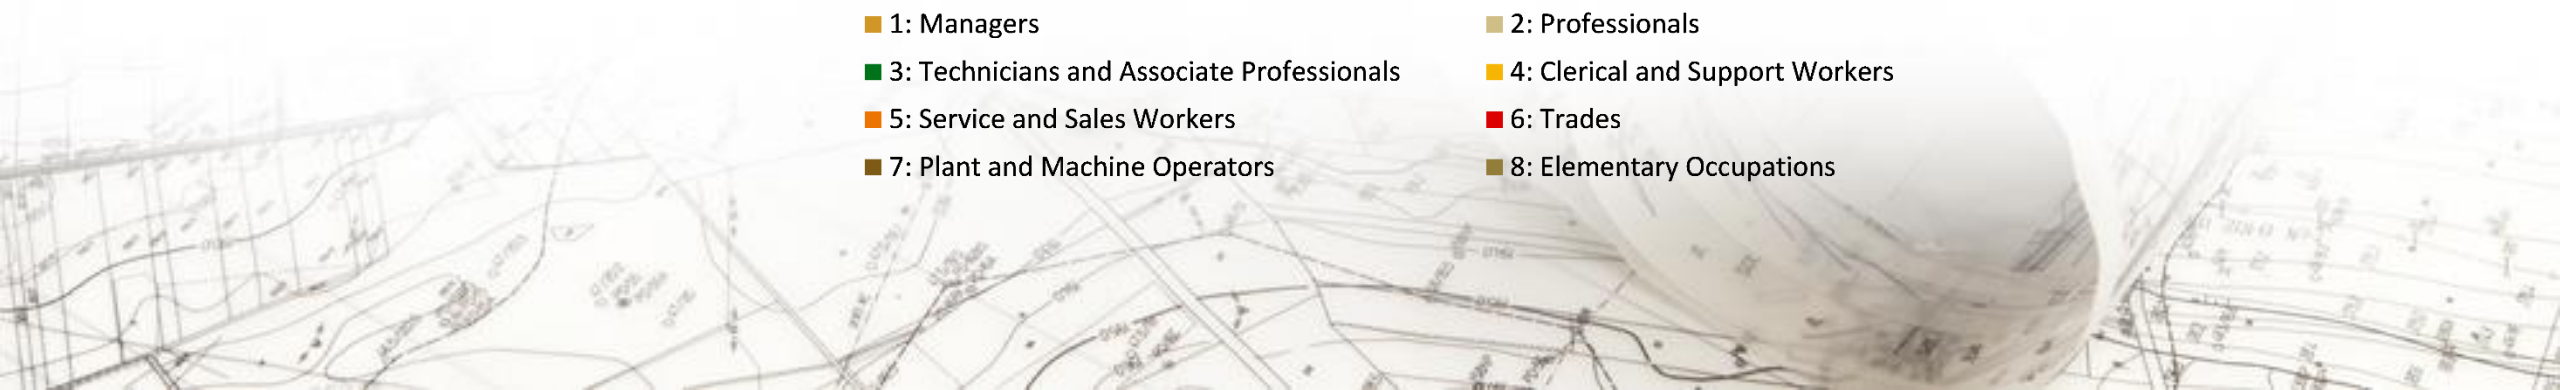 1: Managers
2: Professionals
3: Technicians and Associate Professionals
4: Clerical and Support Workers
5: Service and Sales Workers
6: Trades
7: Plant and Machine Operators
8: Elementary Occupations